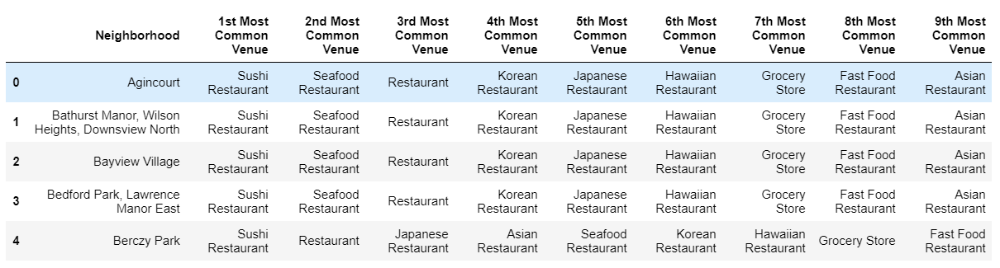 Neighborhood 1st Most Common Venue 2nd Most Common Venue 3rd Most Common Venue 4th Most Common Venue 5th Most Common Venue 6th Most Common Venue 7th Most Common Venue 8th Most Common Venue 9th Most Common Venue
0 Agincourt Sushi Restaurant Seafood Restaurant Restaurant Korean Restaurant Japanese Restaurant Hawaiian Restaurant Grocery Store Fast Food Restaurant Asian Restaurant
1 Bathurst Manor, Wilson Heights, Downsview North Sushi Restaurant Seafood Restaurant Restaurant Korean Restaurant Japanese Restaurant Hawaiian Restaurant Grocery Store Fast Food Restaurant Asian Restaurant
2 Bayview Village Sushi Restaurant Seafood Restaurant Restaurant Korean Restaurant Japanese Restaurant Hawaiian Restaurant Grocery Store Fast Food Restaurant Asian Restaurant
3 Bedford Park, Lawrence Manor East Sushi Restaurant Seafood Restaurant Restaurant Korean Restaurant Japanese Restaurant Hawaiian Restaurant Grocery Store Fast Food Restaurant Asian Restaurant
4 Berczy Park Sushi Restaurant Restaurant Japanese Restaurant Asian Restaurant Seafood Restaurant Korean Restaurant Hawaiian Restaurant Grocery Store Fast Food Restaurant